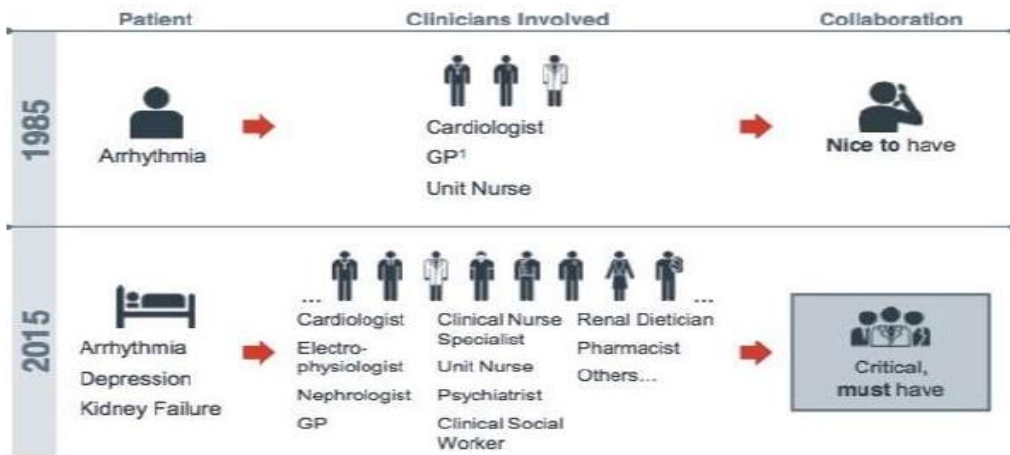 Patient Clinicians Involved Collaboration
1985
Arrhythmia
Cardiologist
GP¹
Unit Nurse
Nice to have
2015
Arrhythmia
Depression
Kidney Failure
...
Cardiologist
Electro-
physiologist
Nephrologist
GP
Clinical Nurse
Specialist
Unit Nurse
Psychiatrist
Clinical Social
Worker
...
Renal Dietician
Pharmacist
Others...
Critical,
must have